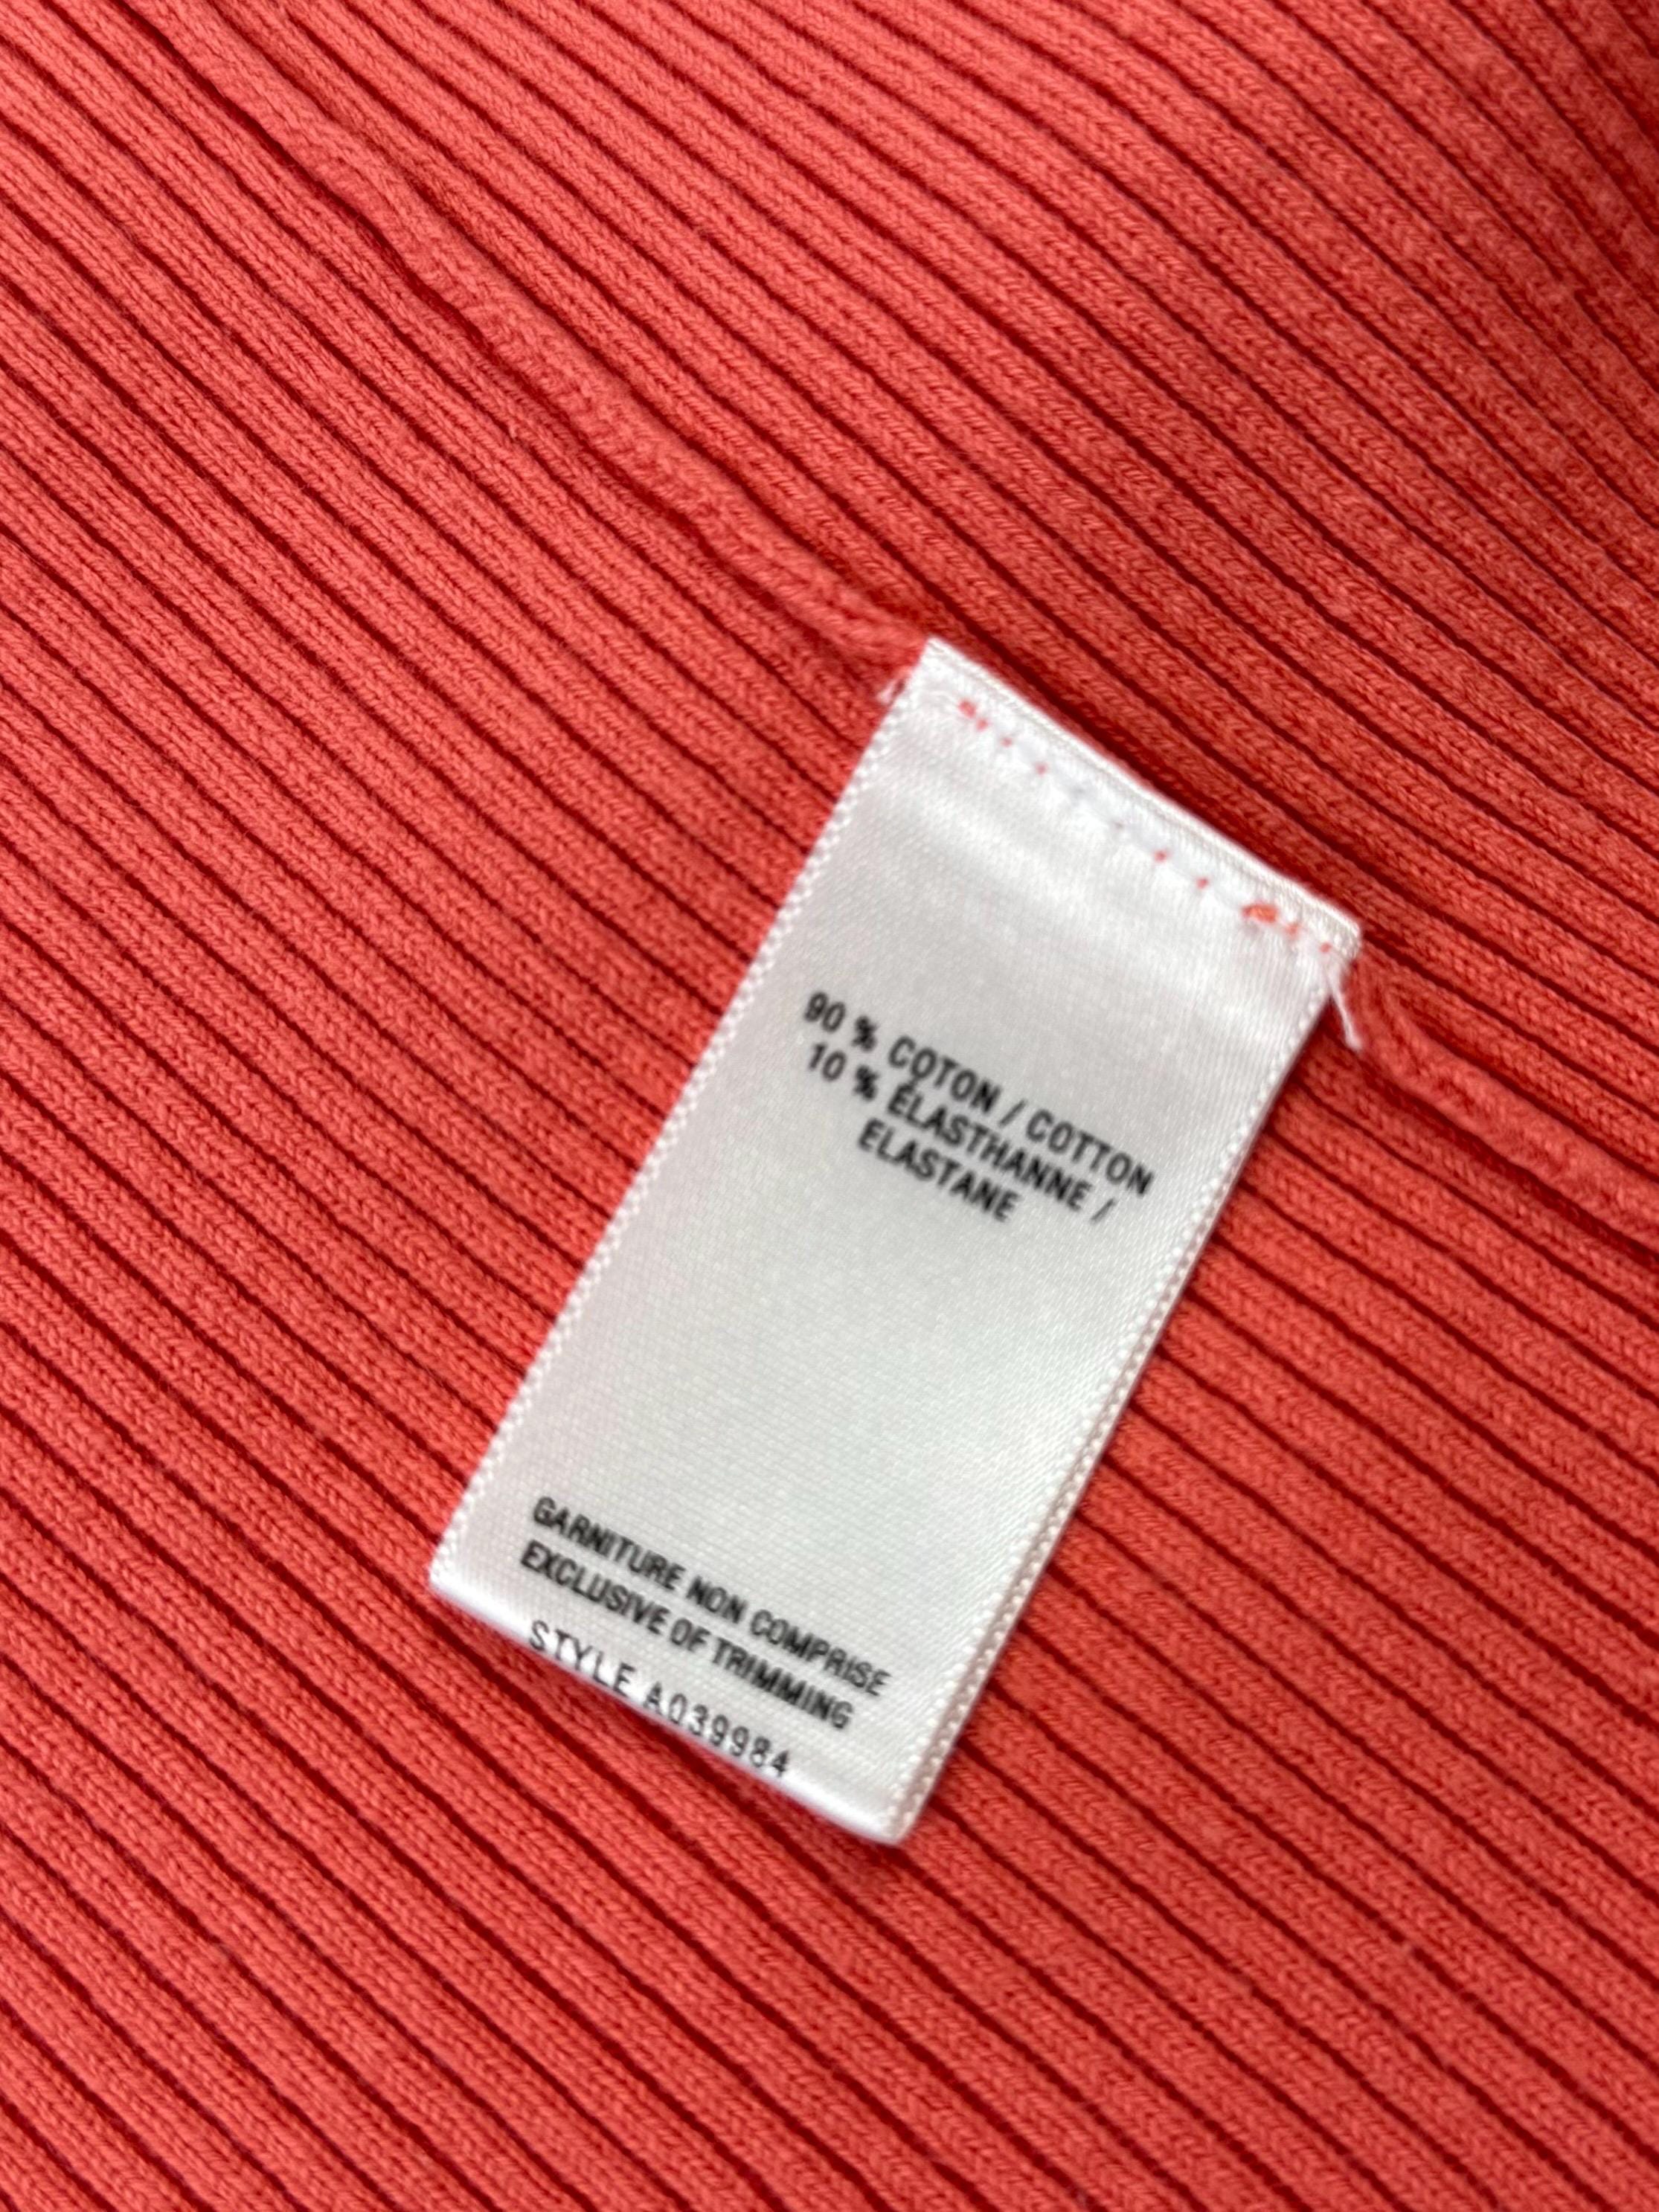 90 % COTON / COTTON
10 % ÉLASTHANNE /
ELASTANE
GARNITURE NON COMPRISE
EXCLUSIVE OF TRIMMING
STYLE A039984